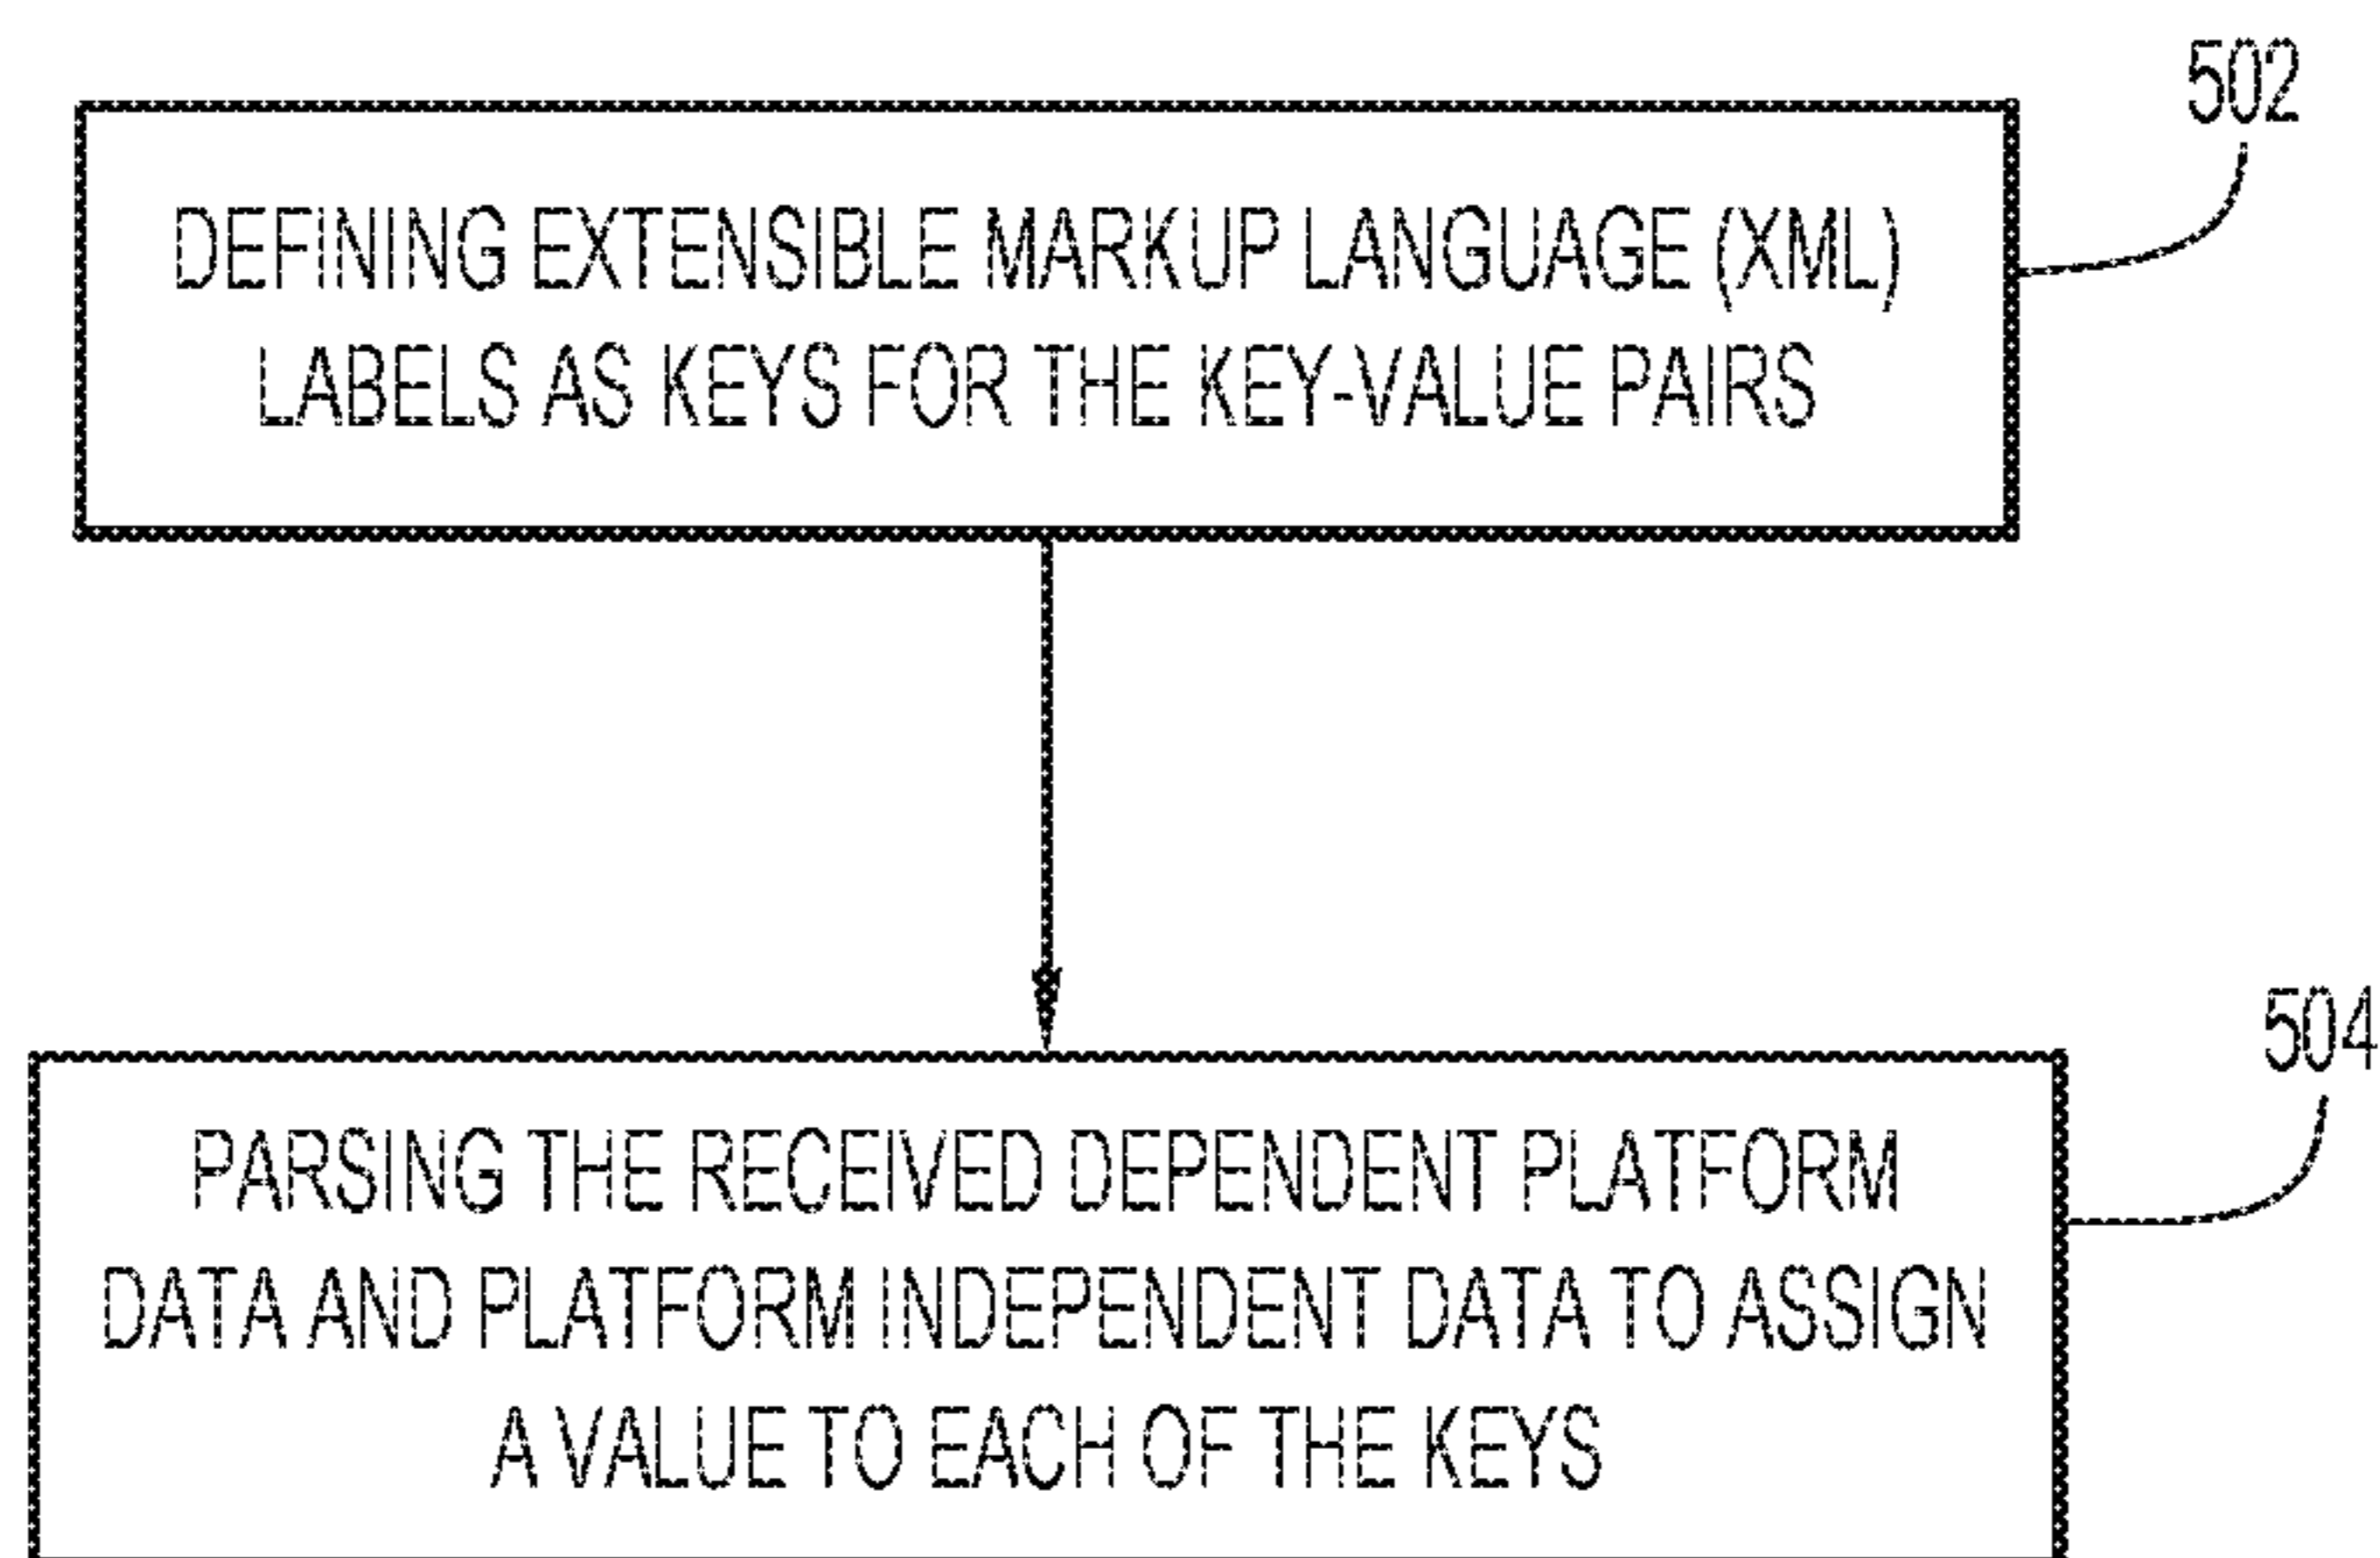 502
DEFINING EXTENSIBLE MARKUP LANGUAGE (XML)
LABELS AS KEYS FOR THE KEY-VALUE PAIRS
504
PARSING THE RECEIVED DEPENDENT PLATFORM
DATA AND PLATFORM INDEPENDENT DATA TO ASSIGN
A VALUE TO EACH OF THE KEYS